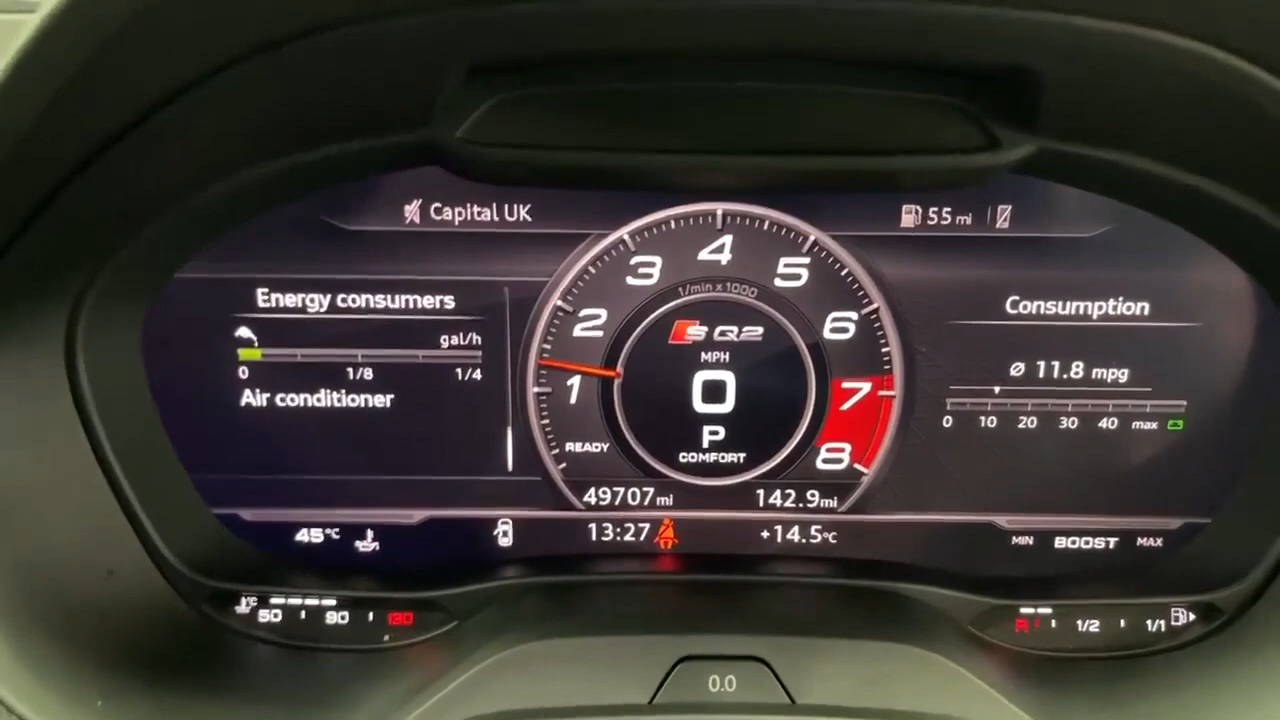 Capital UK
55 mi
Energy consumers
gal/h
0 1/8 1/4
Air conditioner
1 2 3 4 5 6 7 8
1/min x 1000
S Q2
MPH
0
P
COMFORT
READY
Consumption
Ø 11.8 mpg
0 10 20 30 40 max
49707 mi
142.9 mi
45°C
13:27
+14.5°C
MIN BOOST MAX
°C
50 90 130
R 1/2 1/1
0.0